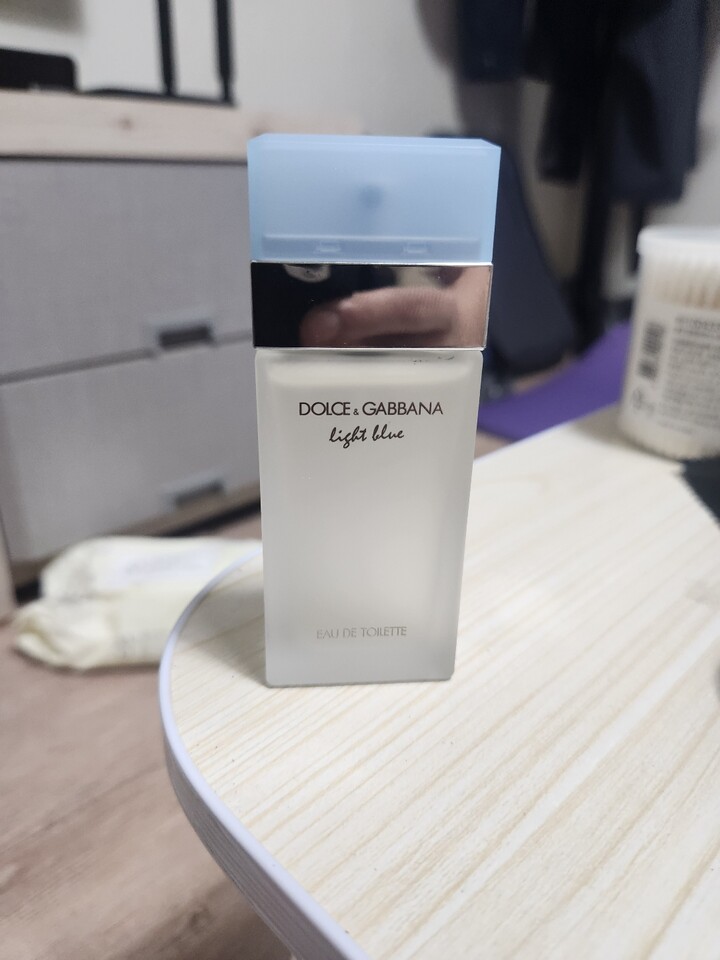 DOLCE & GABBANA
light blue
EAU DE TOILETTE